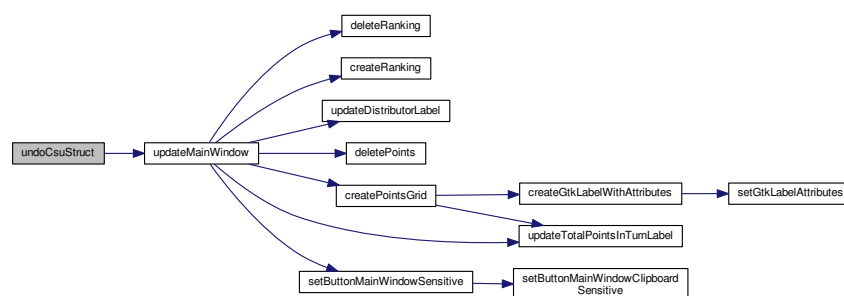 deleteRanking
createRanking
updateDistributorLabel
undoCsuStruct
updateMainWindow
deletePoints
createPointsGrid
createGtkLabelWithAttributes
setGtkLabelAttributes
updateTotalPointsInTurnLabel
setButtonMainWindowSensitive
setButtonMainWindowClipboard
Sensitive